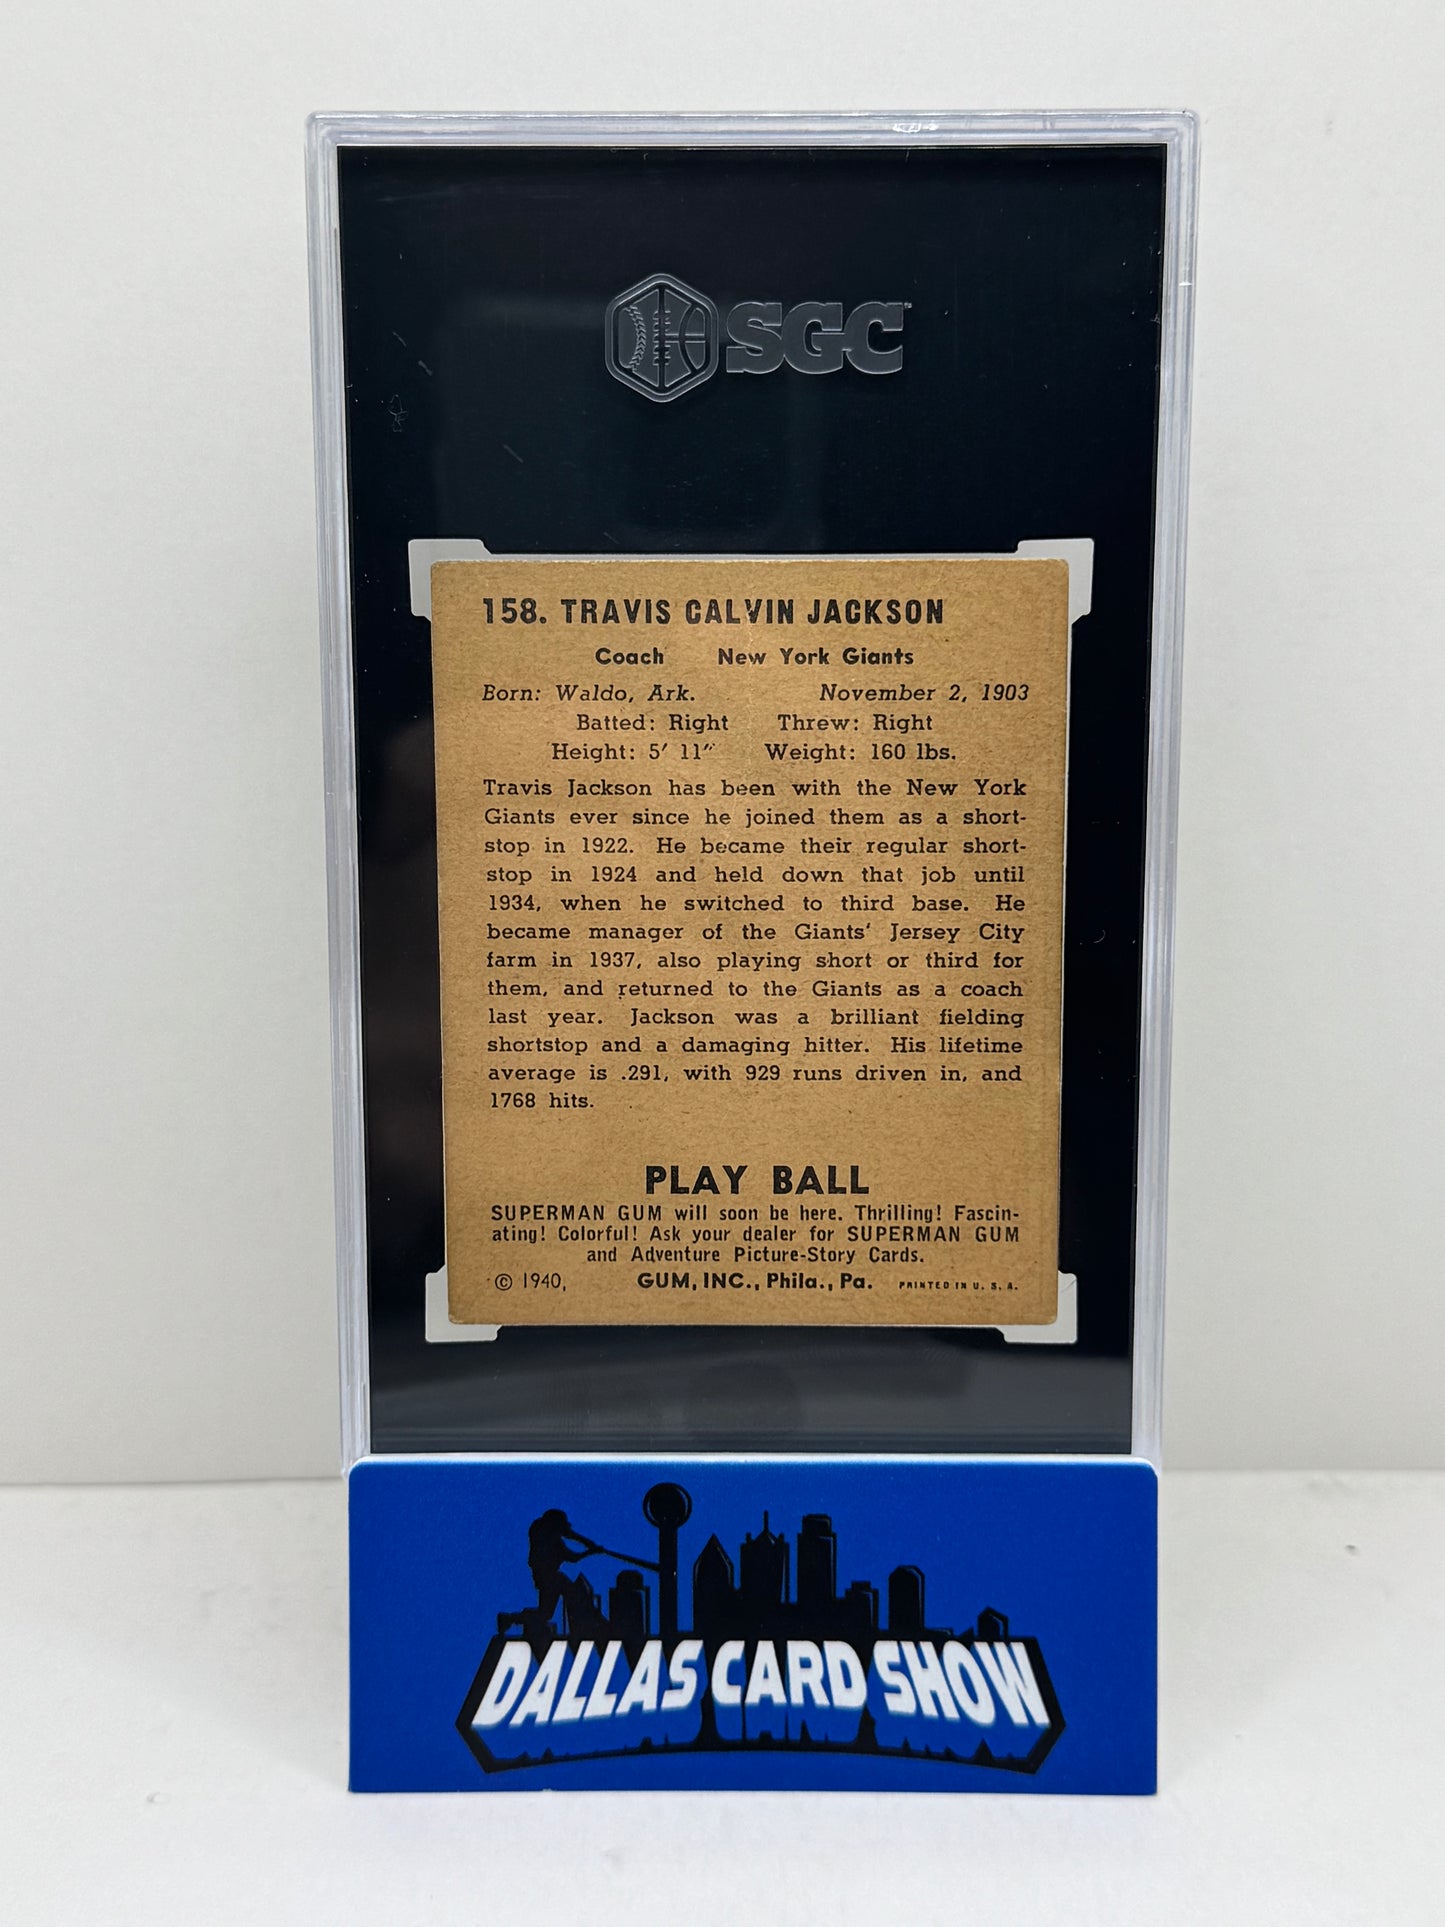 SGC
158. TRAVIS CALVIN JACKSON
Coach New York Giants
Born: Waldo, Ark. November 2, 1903
Batted: Right Threw: Right
Height: 5' 11" Weight: 160 lbs.
Travis Jackson has been with the New York
Giants ever since he joined them as a short-
stop in 1922. He became their regular short-
stop in 1924 and held down that job until
1934, when he switched to third base. He
became manager of the Giants' Jersey City
farm in 1937, also playing short or third for
them, and returned to the Giants as a coach
last year. Jackson was a brilliant fielding
shortstop and a damaging hitter. His lifetime
average is .291, with 929 runs driven in, and
1768 hits.
PLAY BALL
SUPERMAN GUM will soon be here. Thrilling! Fascin-
ating! Colorful! Ask your dealer for SUPERMAN GUM
and Adventure Picture-Story Cards.
© 1940, GUM, INC., Phila., Pa. PRINTED IN U. S. A.
DALLAS CARD SHOW